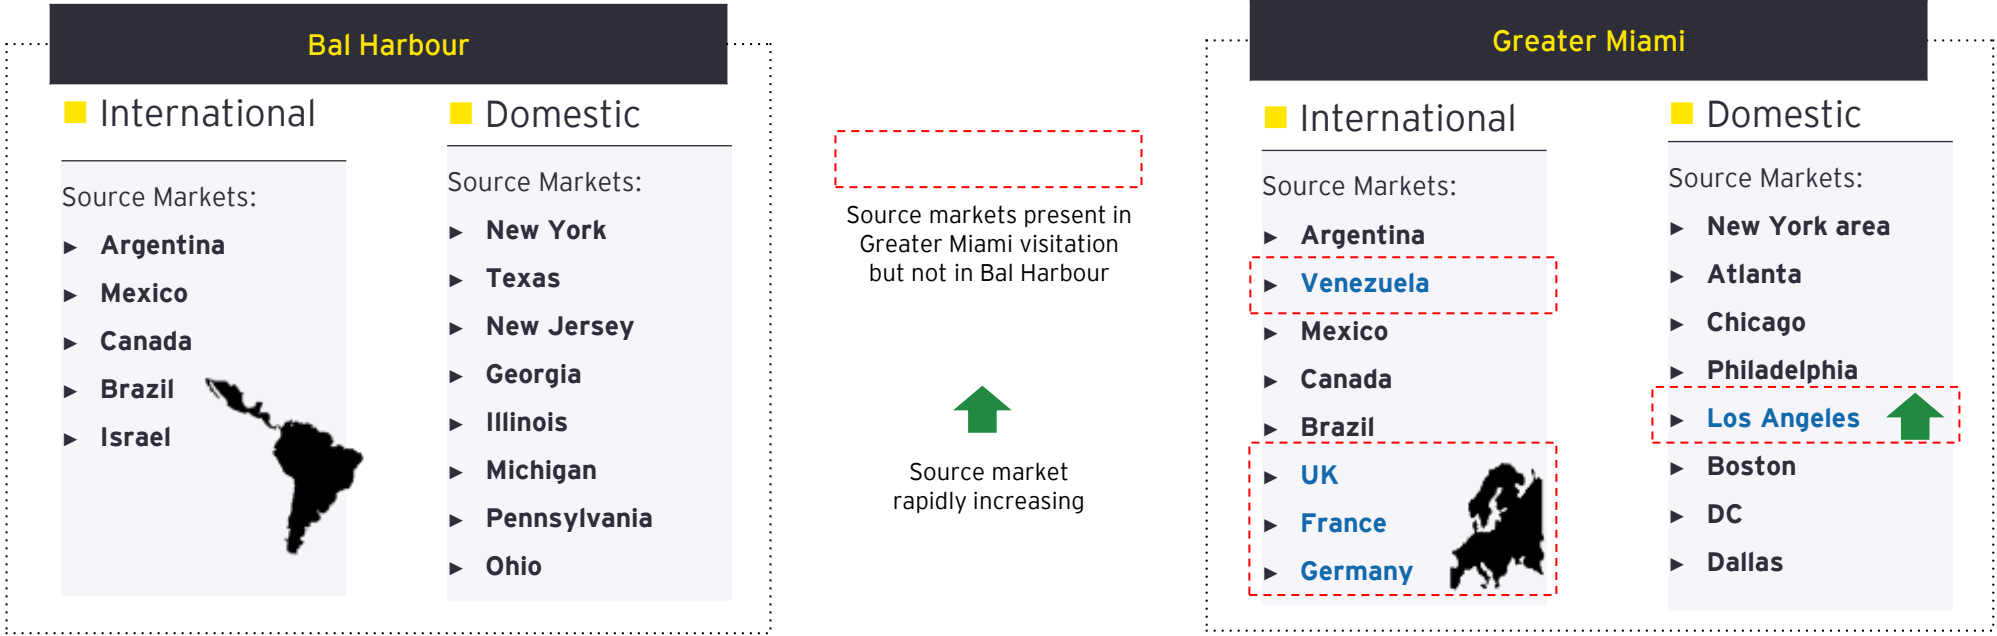 Bal Harbour
International
Source Markets:
Argentina
Mexico
Canada
Brazil
Israel
Domestic
Source Markets:
New York
Texas
New Jersey
Georgia
Illinois
Michigan
Pennsylvania
Ohio
Source markets present in
Greater Miami visitation
but not in Bal Harbour
Source market
rapidly increasing
Greater Miami
International
Source Markets:
Argentina
Venezuela
Mexico
Canada
Brazil
UK
France
Germany
Domestic
Source Markets:
New York area
Atlanta
Chicago
Philadelphia
Los Angeles
Boston
DC
Dallas